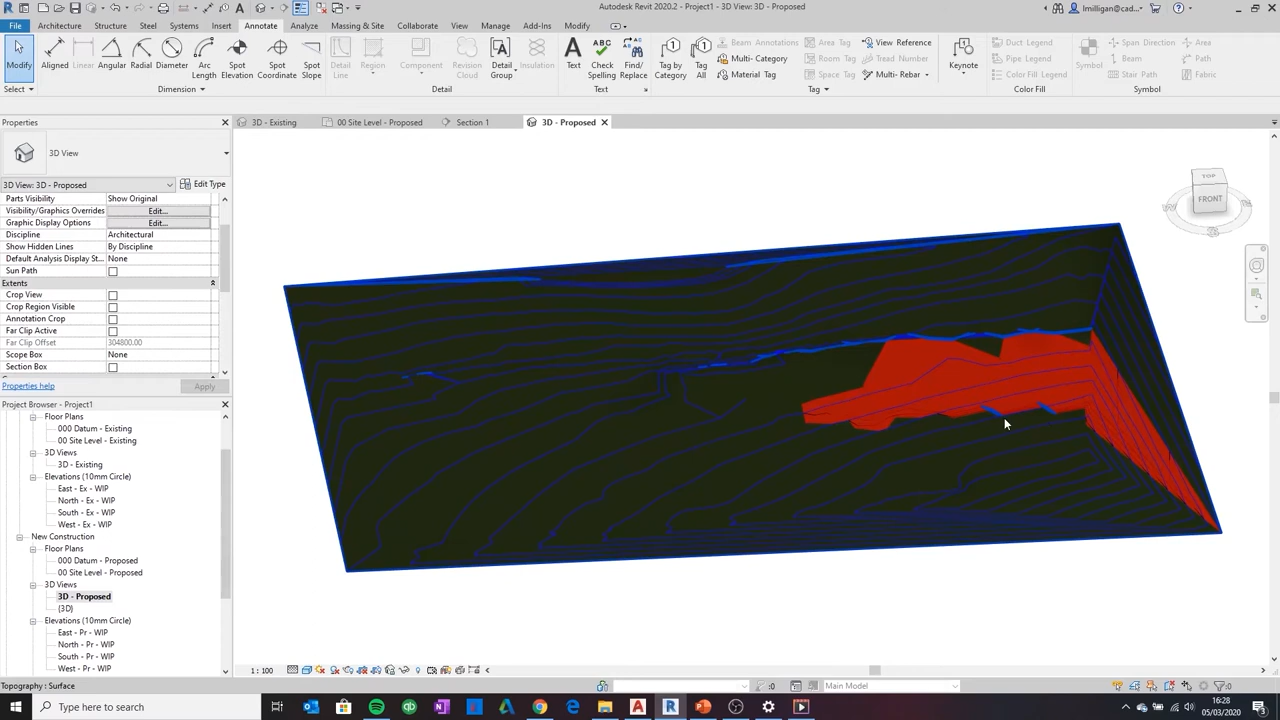 Autodesk Revit 2020.2 - Project1 - 3D View: 3D - Proposed
lmilligan@cad...
File Architecture Structure Steel Systems Insert Annotate Analyze Massing & Site Collaborate View Manage Add-Ins Modify
Modify Aligned Linear Angular Radial Diameter Arc Length Spot Elevation Spot Coordinate Spot Slope Detail Line Region Component Revision Cloud Detail Group Insulation Text Check Spelling Find/ Replace Tag by Category Tag All Beam Annotations Multi- Category Material Tag Area Tag Room Tag Space Tag View Reference Tread Number Multi- Rebar Keynote Duct Legend Pipe Legend Color Fill Legend Symbol Span Direction Beam Stair Path Area Path Fabric
ABC
Select Dimension Detail Text Tag Color Fill Symbol
Properties
3D - Existing 00 Site Level - Proposed Section 1 3D - Proposed
3D View
3D View: 3D - Proposed Edit Type
Parts Visibility Show Original
Visibility/Graphics Overrides Edit...
Graphic Display Options Edit...
Discipline Architectural
Show Hidden Lines By Discipline
Default Analysis Display St... None
Sun Path
Extents
Crop View
Crop Region Visible
Annotation Crop
Far Clip Active
Far Clip Offset 304800.00
Scope Box None
Section Box
Properties help Apply
Project Browser - Project1
Floor Plans
000 Datum - Existing
00 Site Level - Existing
3D Views
3D - Existing
Elevations (10mm Circle)
East - Ex - WIP
North - Ex - WIP
South - Ex - WIP
West - Ex - WIP
New Construction
Floor Plans
000 Datum - Proposed
00 Site Level - Proposed
3D Views
3D - Proposed
{3D}
Elevations (10mm Circle)
East - Pr - WIP
North - Pr - WIP
South - Pr - WIP
West - Pr - WIP
TOP
FRONT
1 : 100
Topography : Surface
:0
Main Model
:0
Type here to search
16:28
05/03/2020